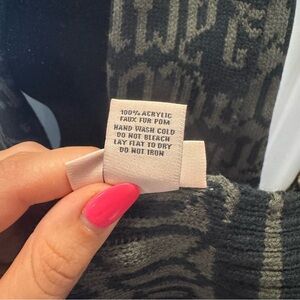 100% ACRYLIC
FAUX FUR POM
HAND WASH COLD
DO NOT BLEACH
LAY FLAT TO DRY
DO NOT IRON